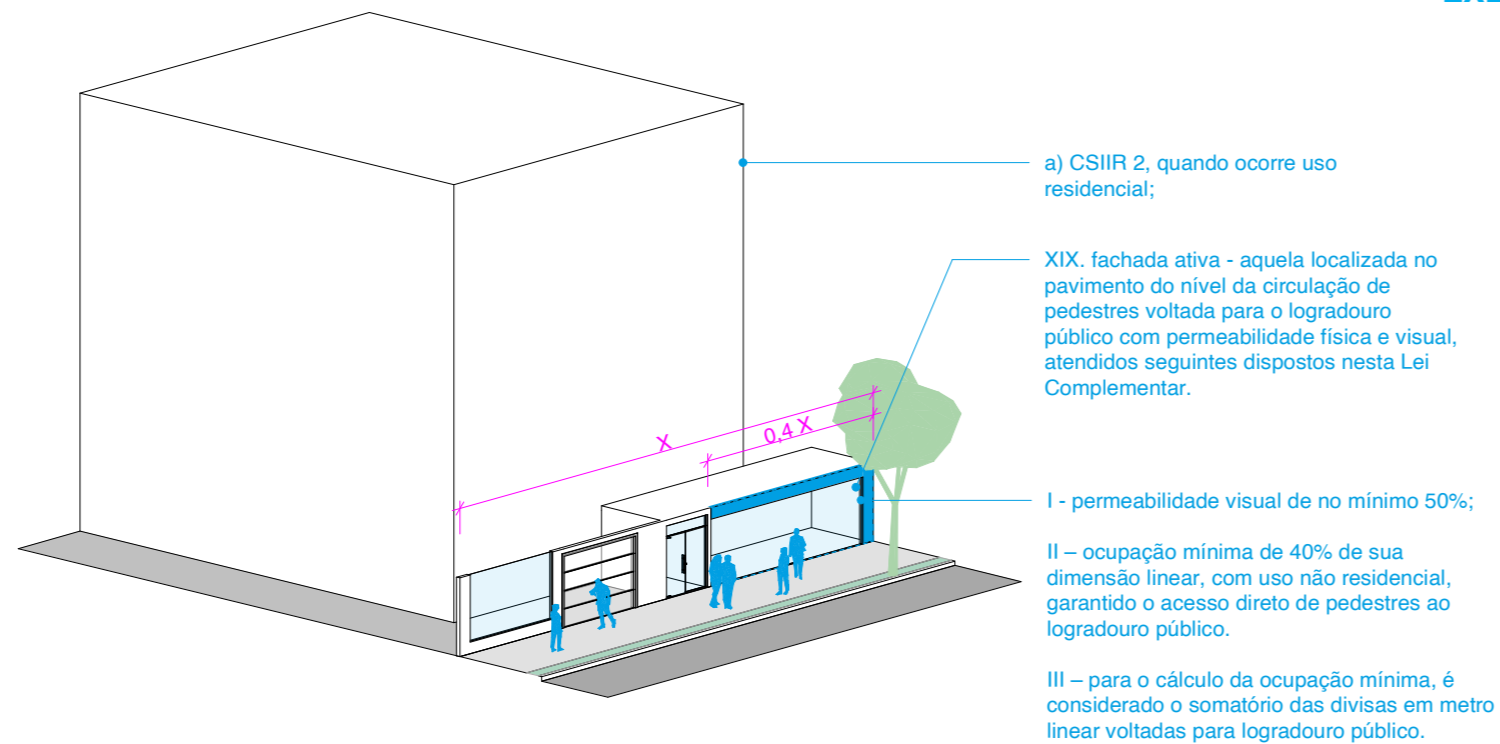 a) CSIIR 2, quando ocorre uso
residencial;
XIX. fachada ativa - aquela localizada no
pavimento do nível da circulação de
pedestres voltada para o logradouro
público com permeabilidade física e visual,
atendidos seguintes dispostos nesta Lei
Complementar.
X
0,4 X
I - permeabilidade visual de no mínimo 50%;
II – ocupação mínima de 40% de sua
dimensão linear, com uso não residencial,
garantido o acesso direto de pedestres ao
logradouro público.
III – para o cálculo da ocupação mínima, é
considerado o somatório das divisas em metro
linear voltadas para logradouro público.